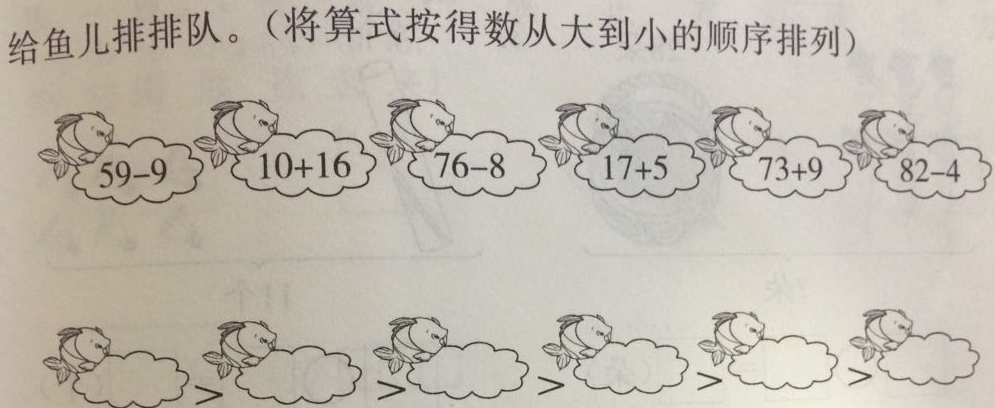 给鱼儿排排队。(将算式按得数从大到小的顺序排列)
59-9 10+16 76-8 17+5 73+9 82-4
> > > > >